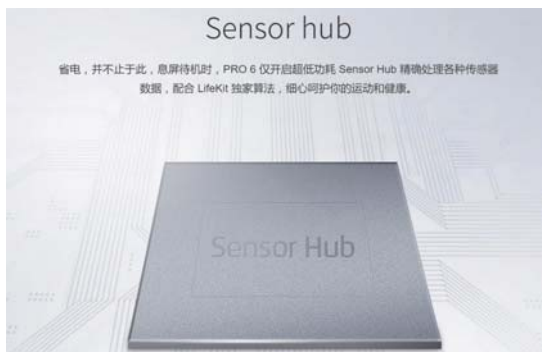 Sensor hub
省电，并不止于此，息屏待机时，PRO 6 仅开启超低功耗 Sensor Hub 精确处理各种传感器
数据，配合 LifeKit 独家算法，细心呵护你的运动和健康。
Sensor Hub